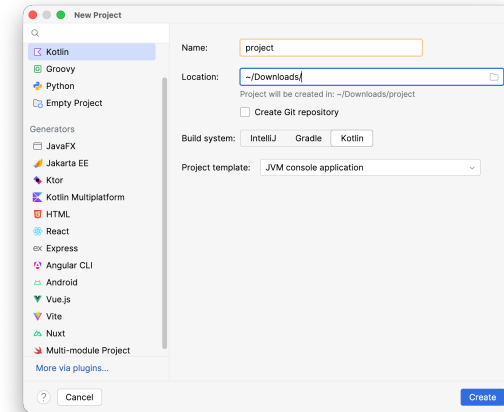 New Project
Kotlin
Groovy
Python
Empty Project
Generators
JavaFX
Jakarta EE
Ktor
Kotlin Multiplatform
HTML
React
ex Express
Angular CLI
Android
Vue.js
Vite
Nuxt
Multi-module Project
More via plugins...
Name: project
Location: ~/Downloads/
Project will be created in: ~/Downloads/project
Create Git repository
Build system: IntelliJ Gradle Kotlin
Project template: JVM console application
? Cancel Create